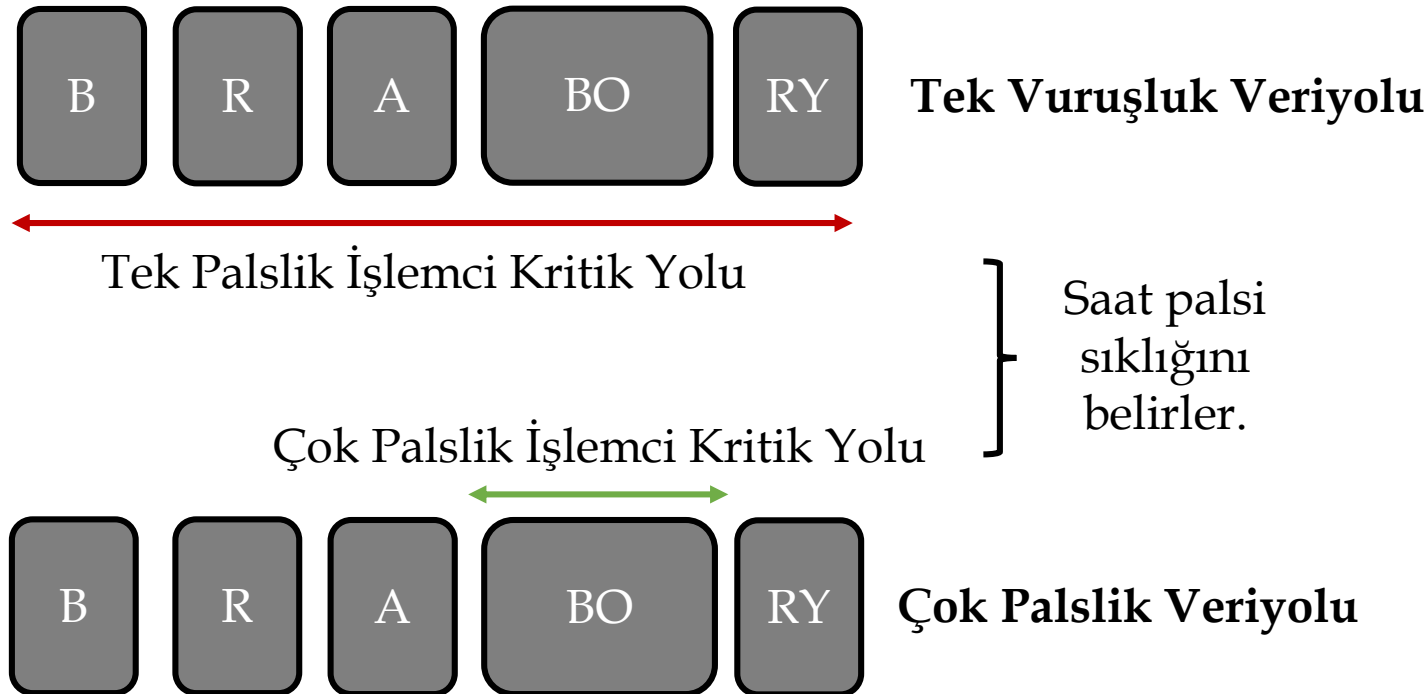 B R A BO RY Tek Vuruşluk Veriyolu
Tek Palslik İşlemci Kritik Yolu
Saat palsi
sıklığını
belirler.
Çok Palslik İşlemci Kritik Yolu
B R A BO RY Çok Palslik Veriyolu